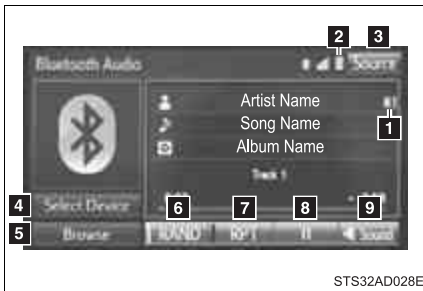 2 3
Bluetooth Audio Source
Artist Name
1
Song Name
Album Name
Track 1
4 Select Device
6 7 8 9
5 Browse RAND RPT Sound
STS32AD028E